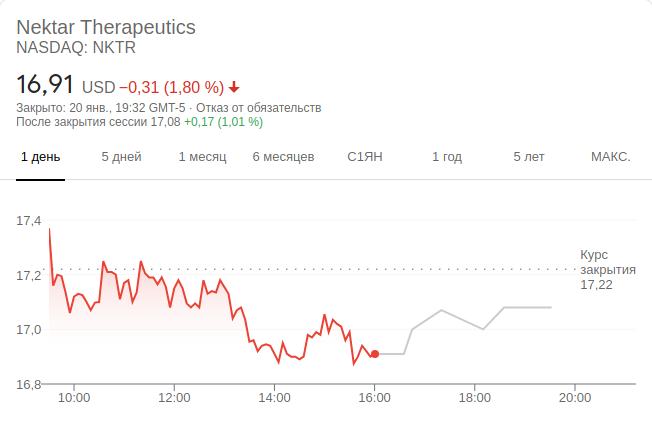 Nektar Therapeutics
NASDAQ: NKTR
16,91 USD −0,31 (1,80 %)
Закрыто: 20 янв., 19:32 GMT-5 · Отказ от обязательств
После закрытия сессии 17,08 +0,17 (1,01 %)
1 день 5 дней 1 месяц 6 месяцев С1ЯН 1 год 5 лет МАКС.
17,4
Курс
закрытия
17,22
17,2
17,0
16,8
10:00 12:00 14:00 16:00 18:00 20:00